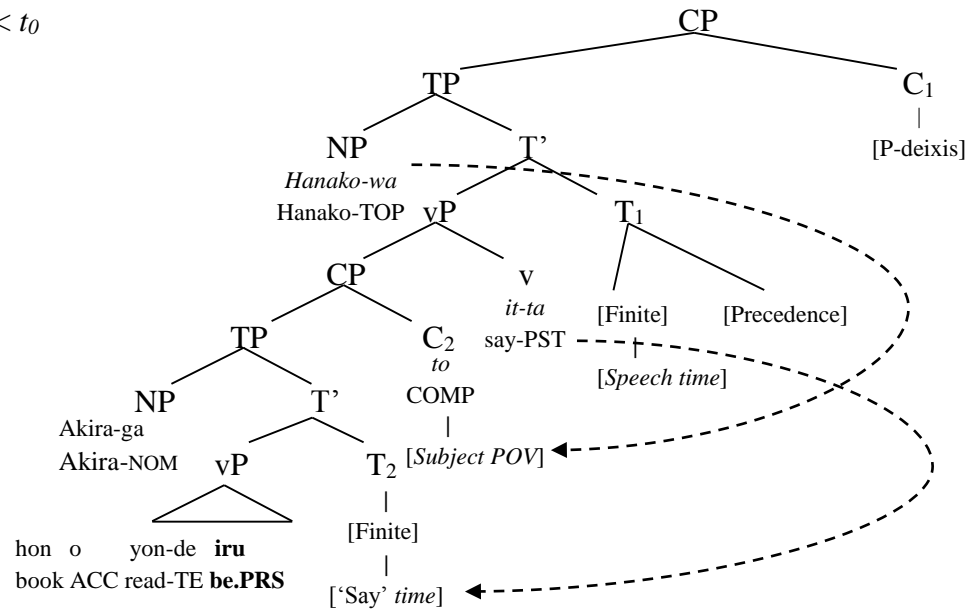 < t₀
CP
TP C₁
NP T’ [P-deixis]
Hanako-wa
Hanako-TOP vP T₁
CP v
it-ta [Finite] [Precedence]
TP C₂ say-PST
to [Speech time]
NP T’ COMP
Akira-ga
Akira-NOM vP T₂ [Subject POV]
[Finite]
hon o yon-de iru
book ACC read-TE be.PRS
[‘Say’ time]